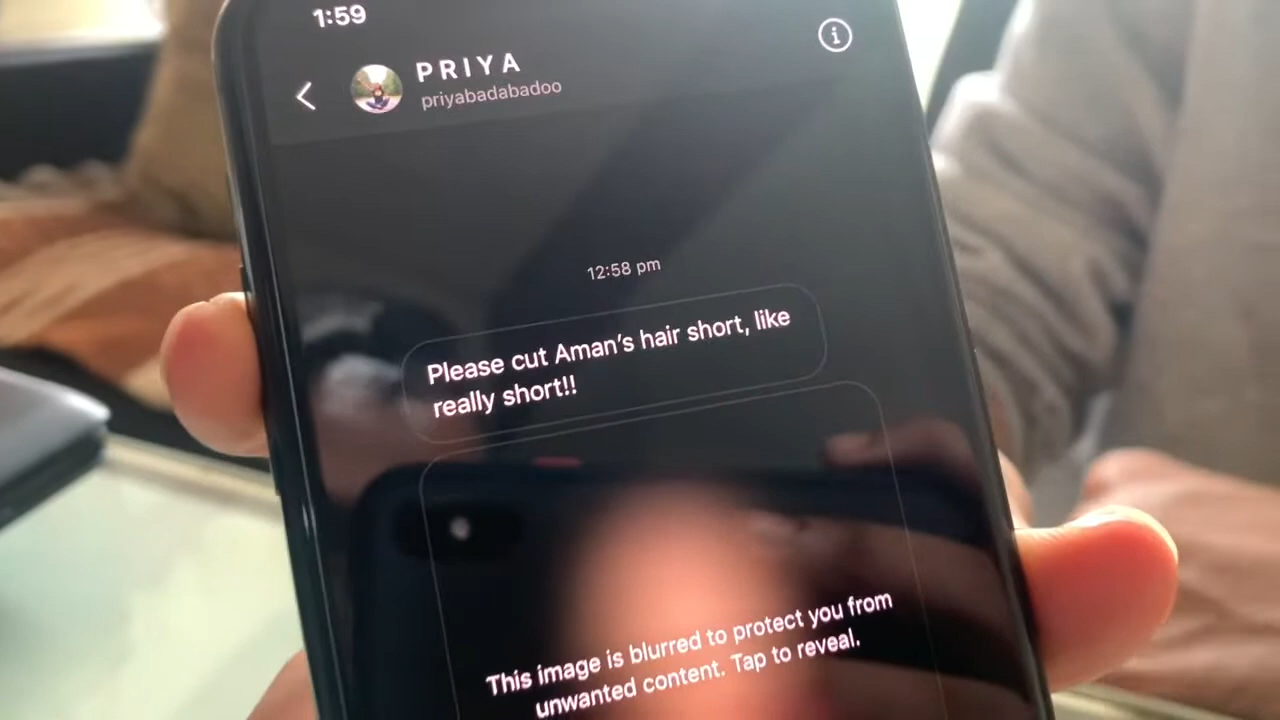 1:59
PRIYA
priyabadabadoo
12:58 pm
Please cut Aman's hair short, like
really short!!
This image is blurred to protect you from
unwanted content. Tap to reveal.